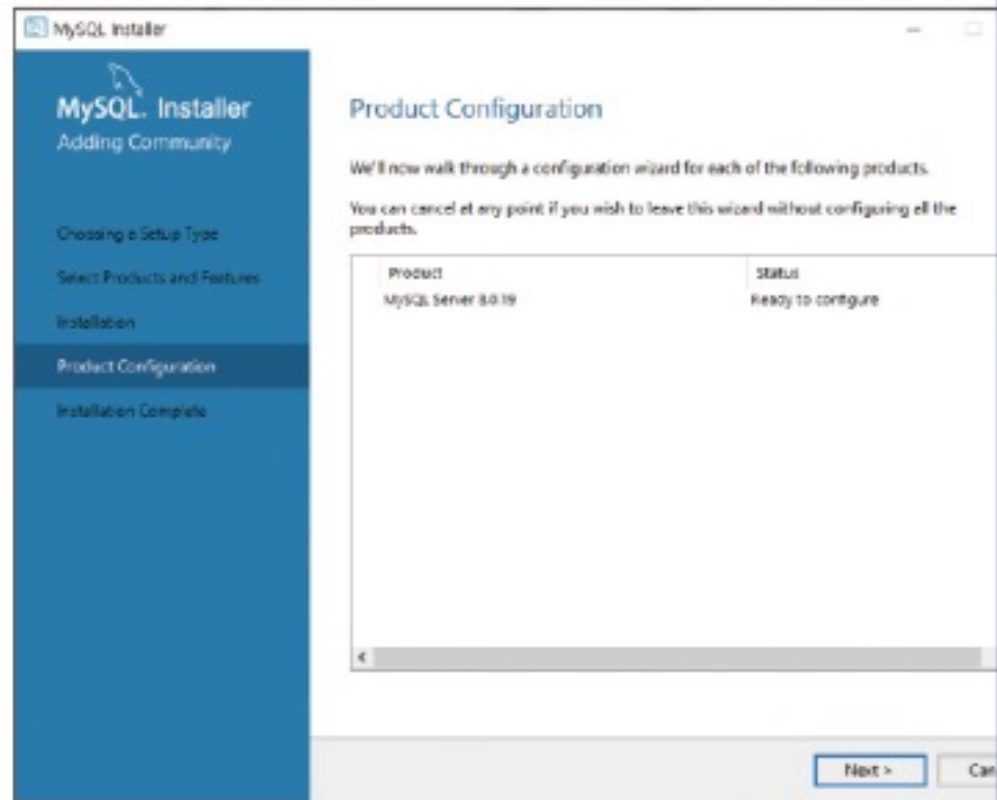 MySQL Installer
MySQL. Installer
Adding Community
Choosing a Setup Type
Select Products and Features
Installation
Product Configuration
Installation Complete
Product Configuration
We'll now walk through a configuration wizard for each of the following products.
You can cancel at any point if you wish to leave this wizard without configuring all the
products.
Product Status
MySQL Server 8.0.19 Ready to configure
Next >
Can